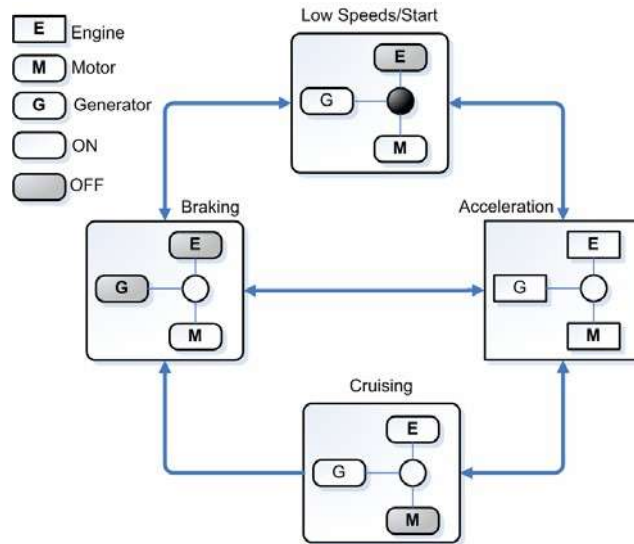 E Engine
M Motor
G Generator
ON
OFF
Low Speeds/Start
E
G
M
Braking
E
G
M
Acceleration
E
G
M
Cruising
E
G
M